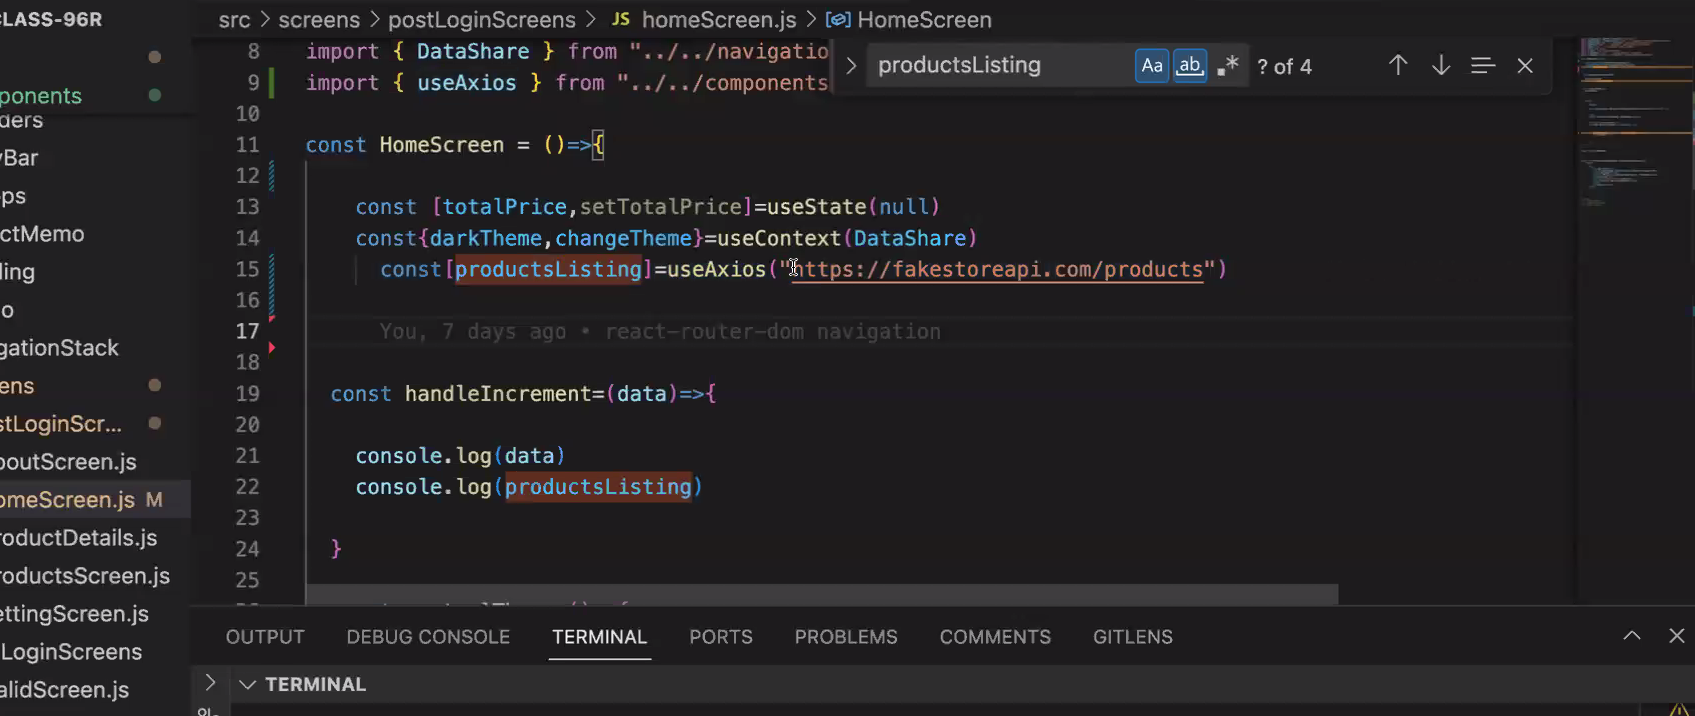 CLASS-96R
ponents
ders
yBar
ps
ctMemo
ling
o
gationStack
ens
stLoginScr...
boutScreen.js
omeScreen.js M
roductDetails.js
roductsScreen.js
ettingScreen.js
LoginScreens
alidScreen.js
src > screens > postLoginScreens > JS homeScreen.js > HomeScreen
productsListing Aa ab .* ? of 4
8 import { DataShare } from "../../navigatio
9 import { useAxios } from "../../components
10
11 const HomeScreen = ()=>{
12
13 const [totalPrice,setTotalPrice]=useState(null)
14 const{darkTheme,changeTheme}=useContext(DataShare)
15 const[productsListing]=useAxios("https://fakestoreapi.com/products")
16
17 You, 7 days ago • react-router-dom navigation
18
19 const handleIncrement=(data)=>{
20
21 console.log(data)
22 console.log(productsListing)
23
24 }
25
OUTPUT DEBUG CONSOLE TERMINAL PORTS PROBLEMS COMMENTS GITLENS
TERMINAL